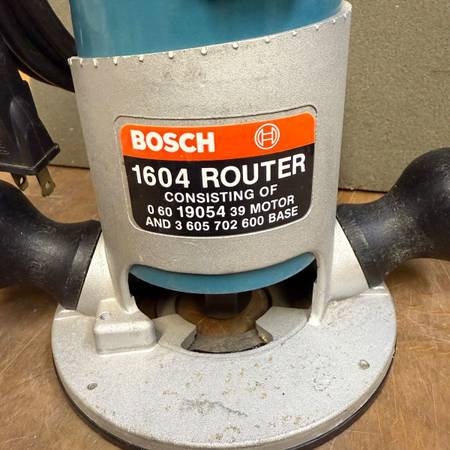 BOSCH
1604 ROUTER
CONSISTING OF
0 60 19054 39 MOTOR
AND 3 605 702 600 BASE